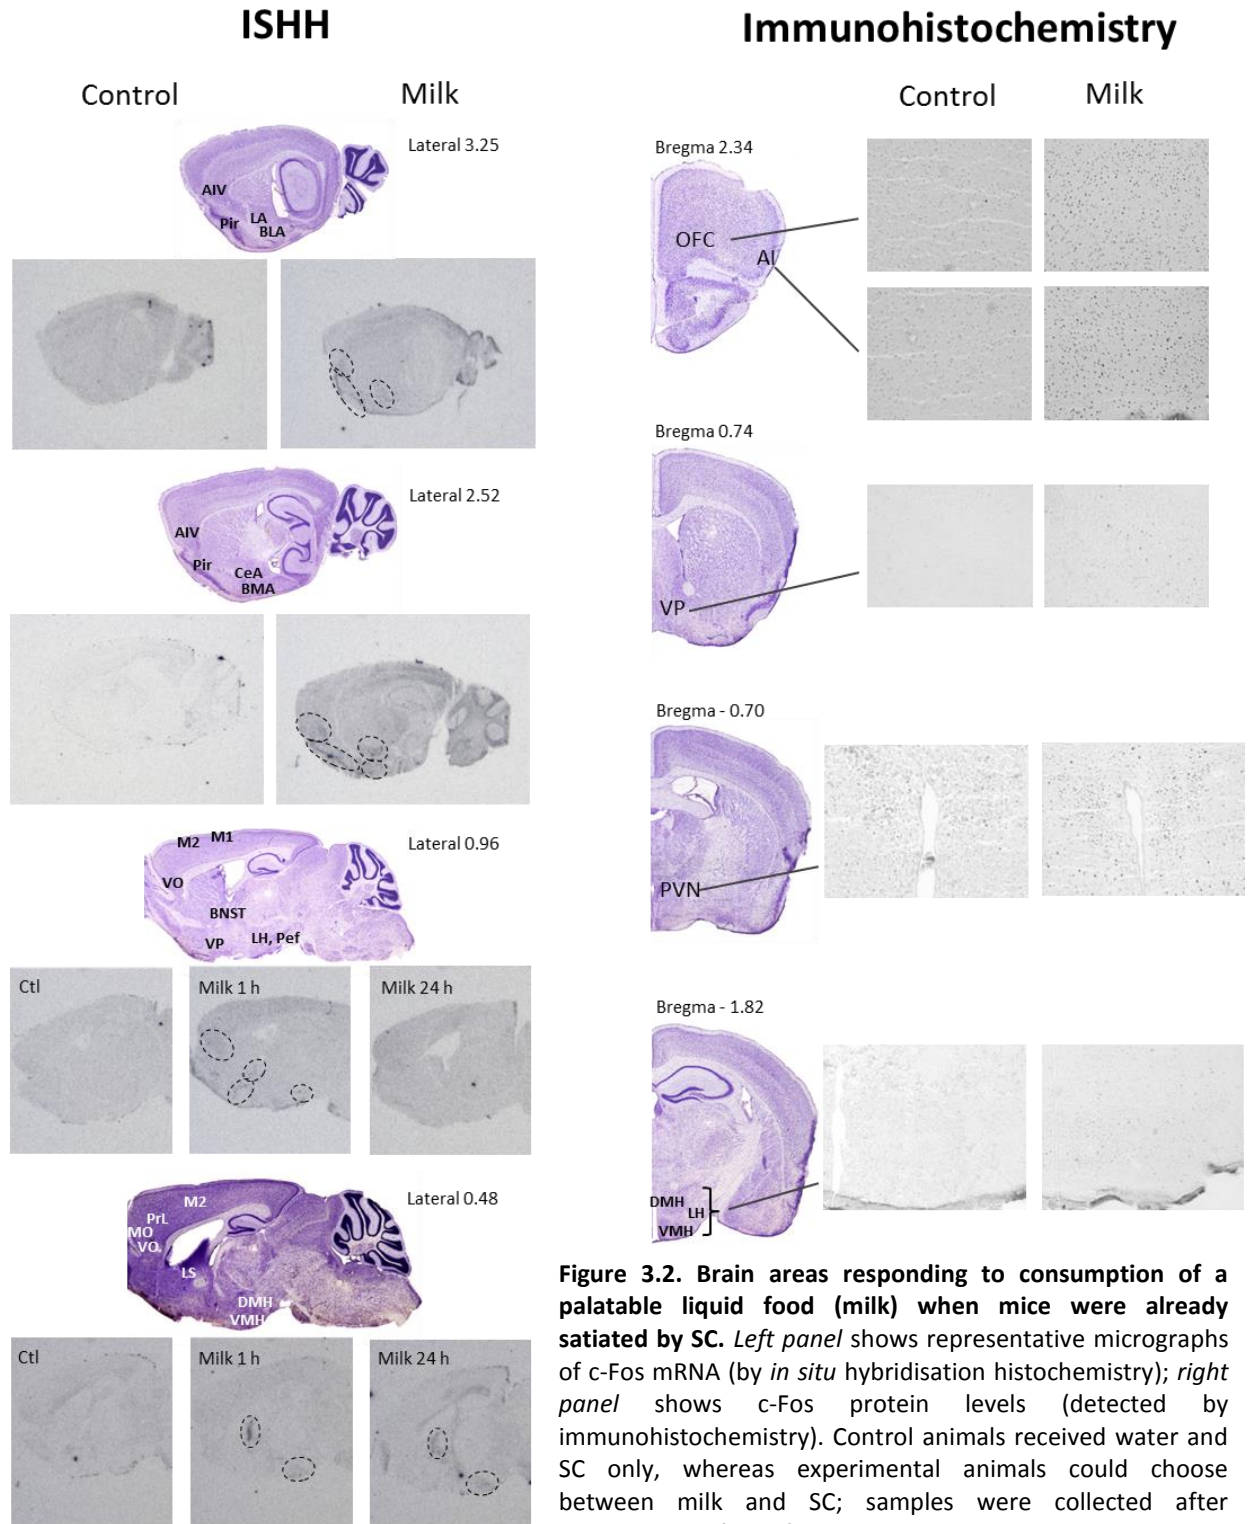 ISHH
Control
Milk
Lateral 3.25
AIV
LA
Pir
BLA
Lateral 2.52
AIV
Pir
CeA
BMA
M1
M2
Lateral 0.96
VO
BNST
LH, Pef
VP
Ctl
Milk 1 h
Milk 24 h
Lateral 0.48
M2
PrL
MO
VO
LS
DMH
VMH
Ctl
Milk 1 h
Milk 24 h
Immunohistochemistry
Control
Milk
Bregma 2.34
OFC
AI
Bregma 0.74
VP
Bregma - 0.70
PVN
Bregma - 1.82
DMH
LH
VMH
Figure 3.2. Brain areas responding to consumption of a
palatable liquid food (milk) when mice were already
satiated by SC. Left panel shows representative micrographs
of c-Fos mRNA (by in situ hybridisation histochemistry); right
panel shows c-Fos protein levels (detected by
immunohistochemistry). Control animals received water and
SC only, whereas experimental animals could choose
between milk and SC; samples were collected after